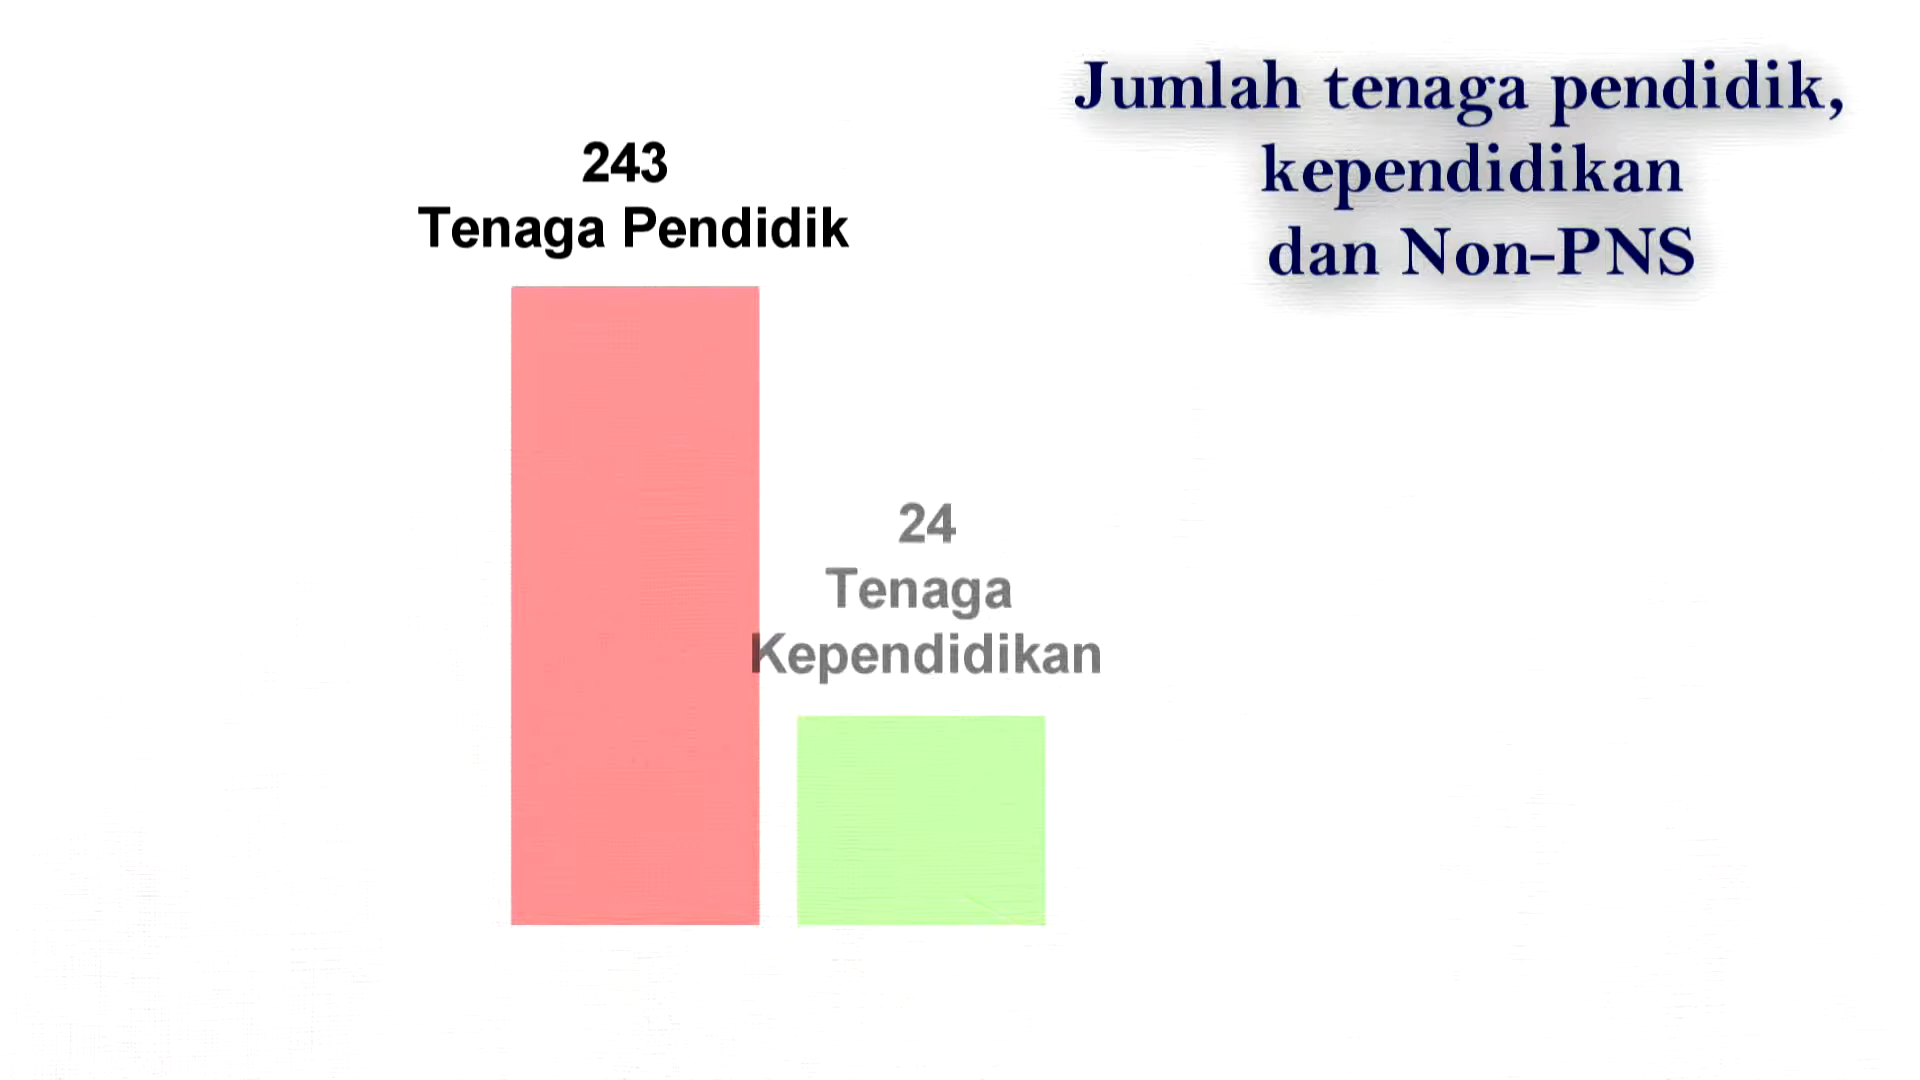 Jumlah tenaga pendidik,
kependidikan
dan Non-PNS
243
Tenaga Pendidik
24
Tenaga
Kependidikan